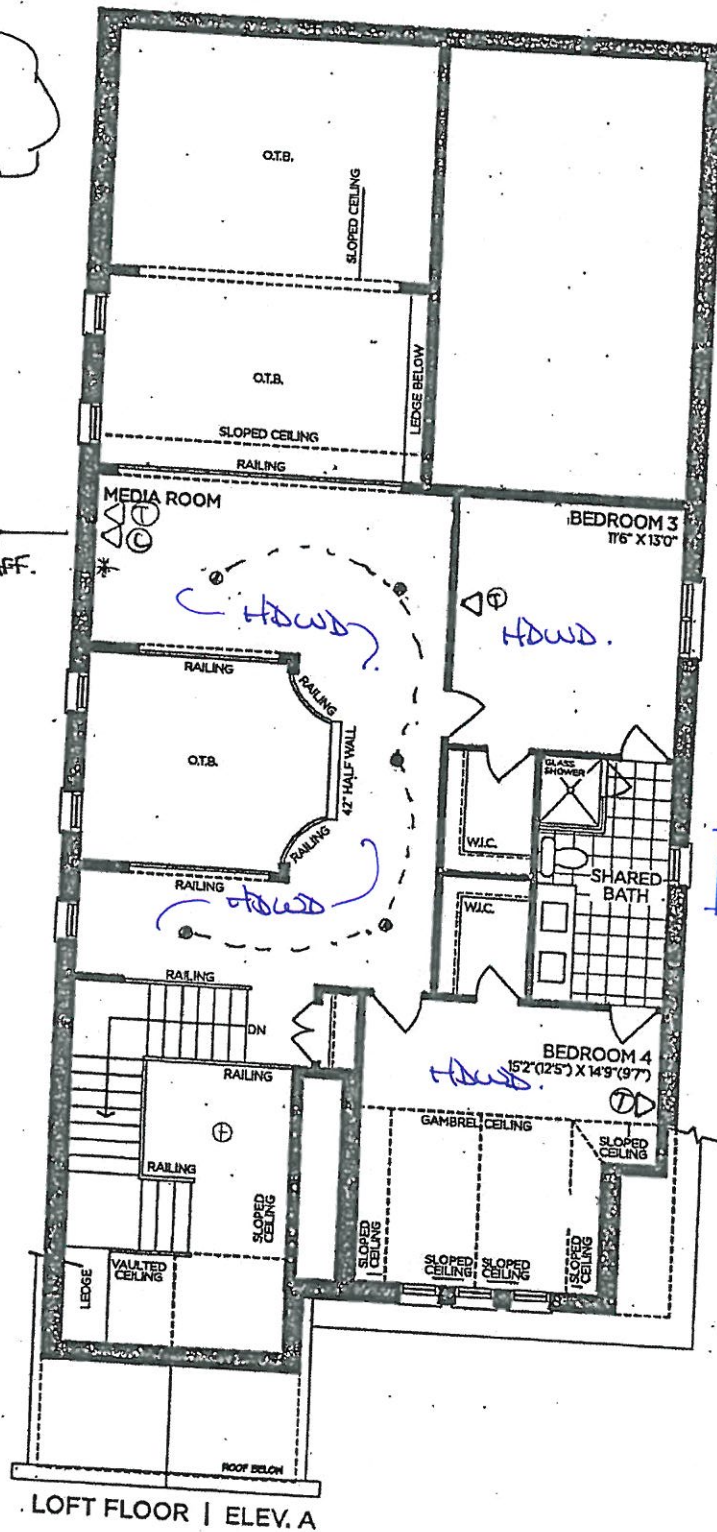 O.T.B.
SLOPED CEILING
O.T.B.
LEDGE BELOW
SLOPED CEILING
RAILING
MEDIA ROOM
T
C
BEDROOM 3
11'6" X 13'0"
T
HDWD
HDWD.
RAILING
RAILING
O.T.B.
42" HALF WALL
GLASS
SHOWER
RAILING
W.I.C.
SHARED
BATH
RAILING
HDWD
W.I.C.
RAILING
DN
RAILING
BEDROOM 4
15'2"(12'5") X 14'9"(9'7")
HDWD.
T
GAMBREL CEILING
SLOPED
CEILING
RAILING
SLOPED
CEILING
SLOPED
CEILING
SLOPED
CEILING
SLOPED
CEILING
SLOPED
CEILING
VAULTED
CEILING
LEDGE
ROOF BELOW
LOFT FLOOR | ELEV. A